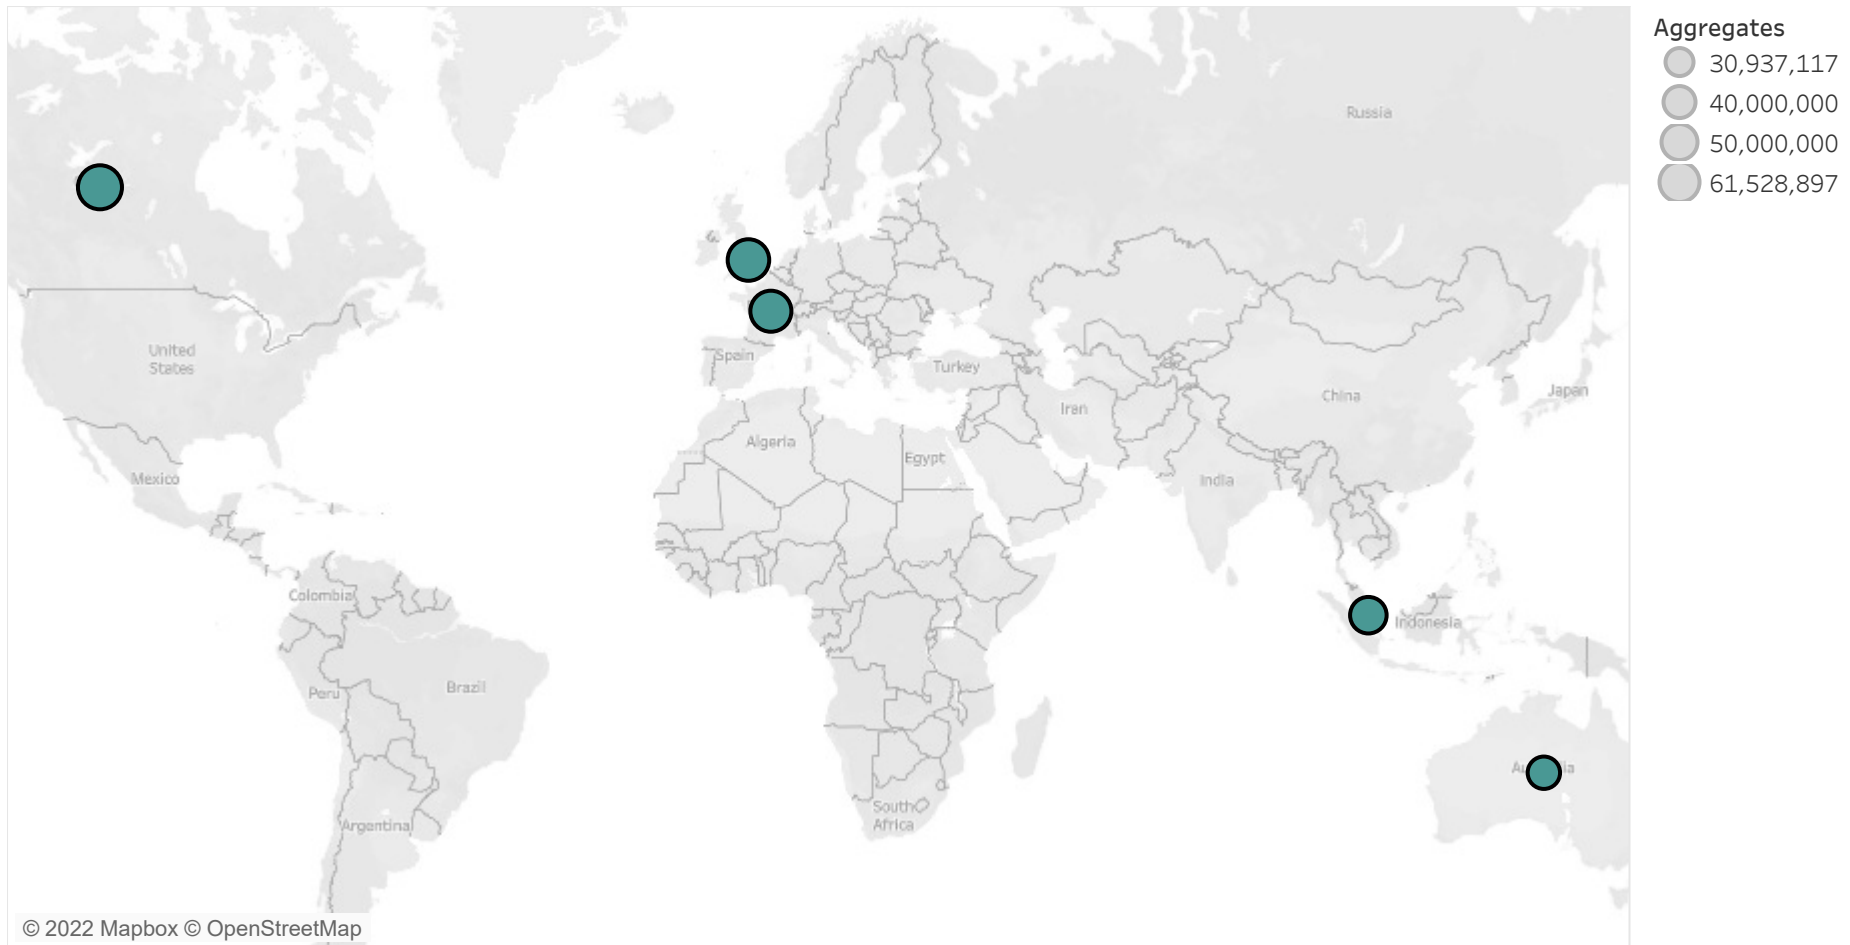 Aggregates
30,937,117
40,000,000
50,000,000
61,528,897
Russia
United
States
Spain
Turkey
China
Japan
Iran
Algeria
Egypt
India
Mexico
Colombia
Indonesia
Peru
Brazil
South
Africa
Argentina
© 2022 Mapbox © OpenStreetMap